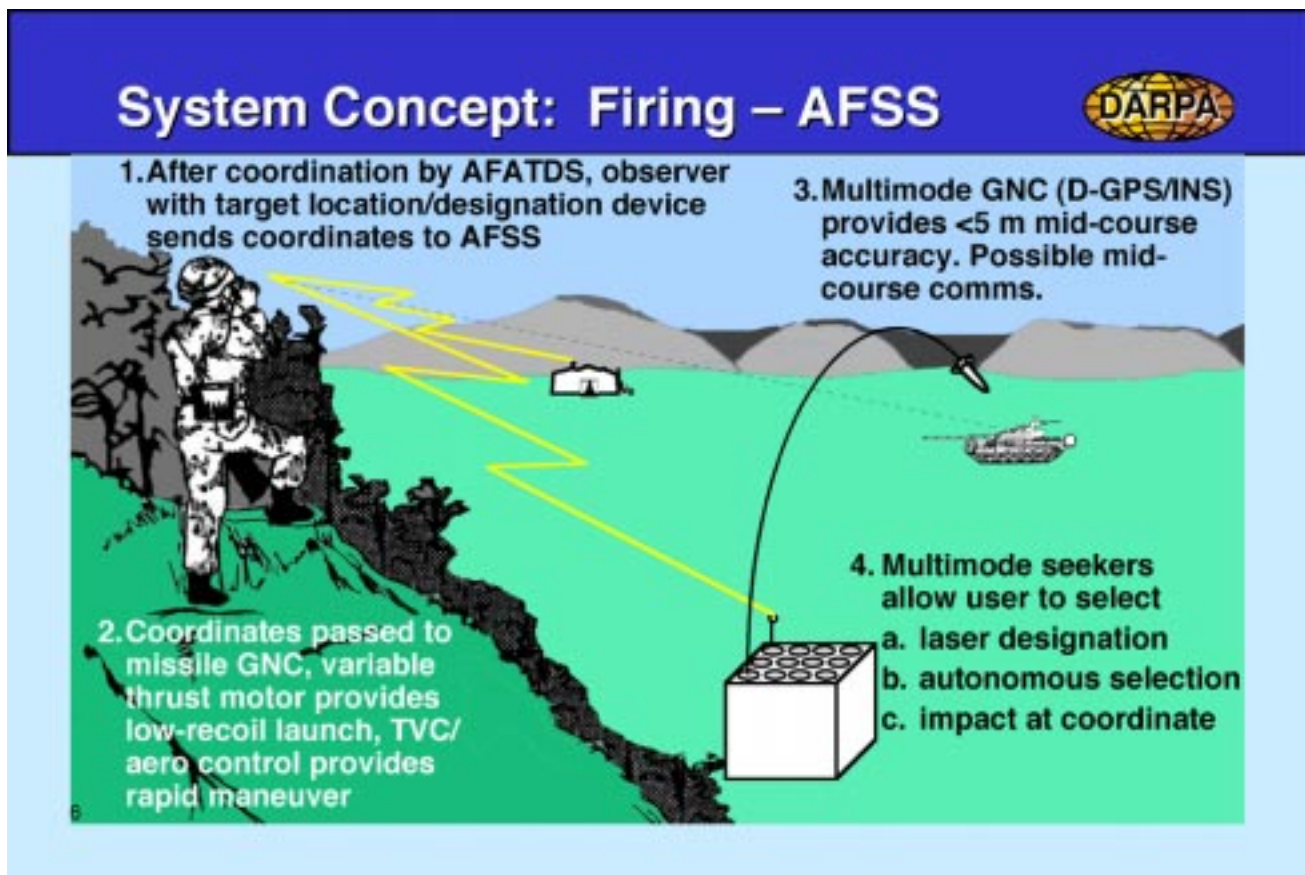 System Concept: Firing – AFSS
DARPA
1.After coordination by AFATDS, observer
with target location/designation device
sends coordinates to AFSS
3.Multimode GNC (D-GPS/INS)
provides <5 m mid-course
accuracy. Possible mid-
course comms.
2.Coordinates passed to
missile GNC, variable
thrust motor provides
low-recoil launch, TVC/
aero control provides
rapid maneuver
4. Multimode seekers
allow user to select
a. laser designation
b. autonomous selection
c. impact at coordinate
6